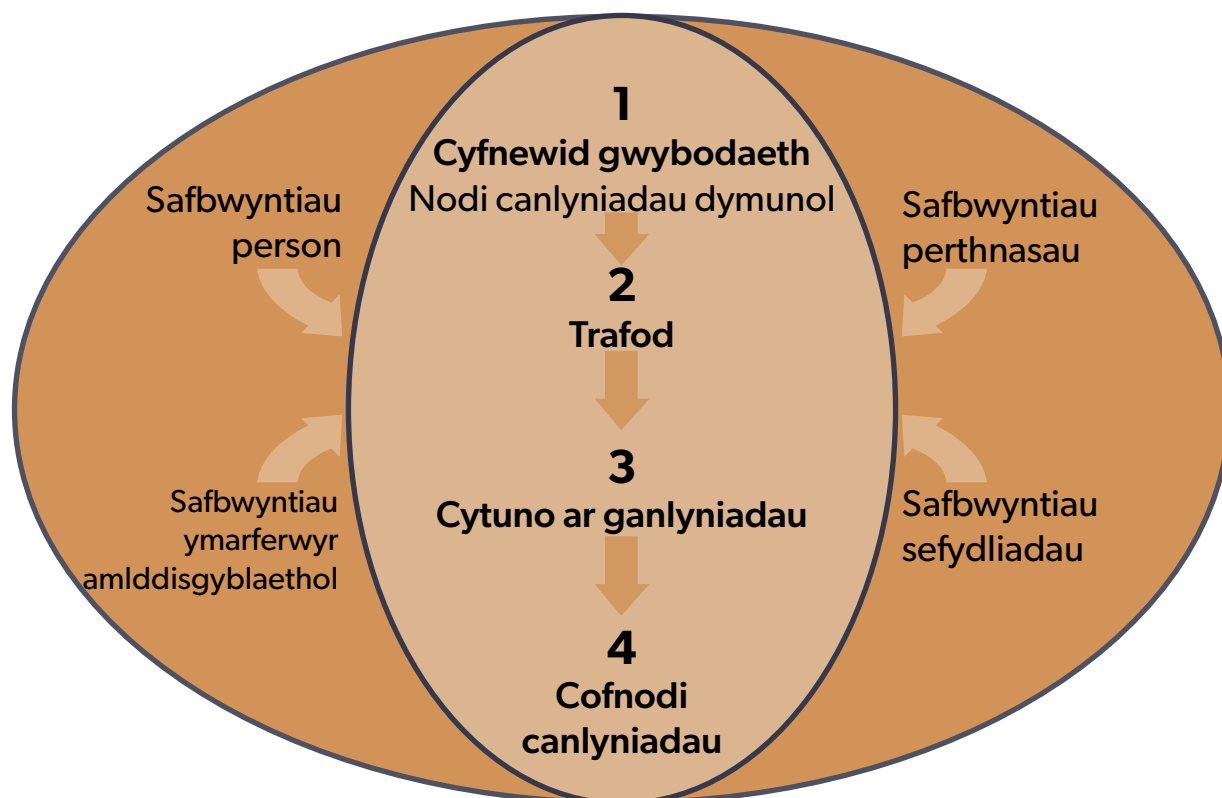 1
Cyfnewid gwybodaeth
Nodi canlyniadau dymunol
Safbwyntiau
person
Safbwyntiau
perthnasau
2
Trafod
3
Cytuno ar ganlyniadau
Safbwyntiau
ymarferwyr
amlddisgyblaethol
Safbwyntiau
sefydliadau
4
Cofnodi
canlyniadau